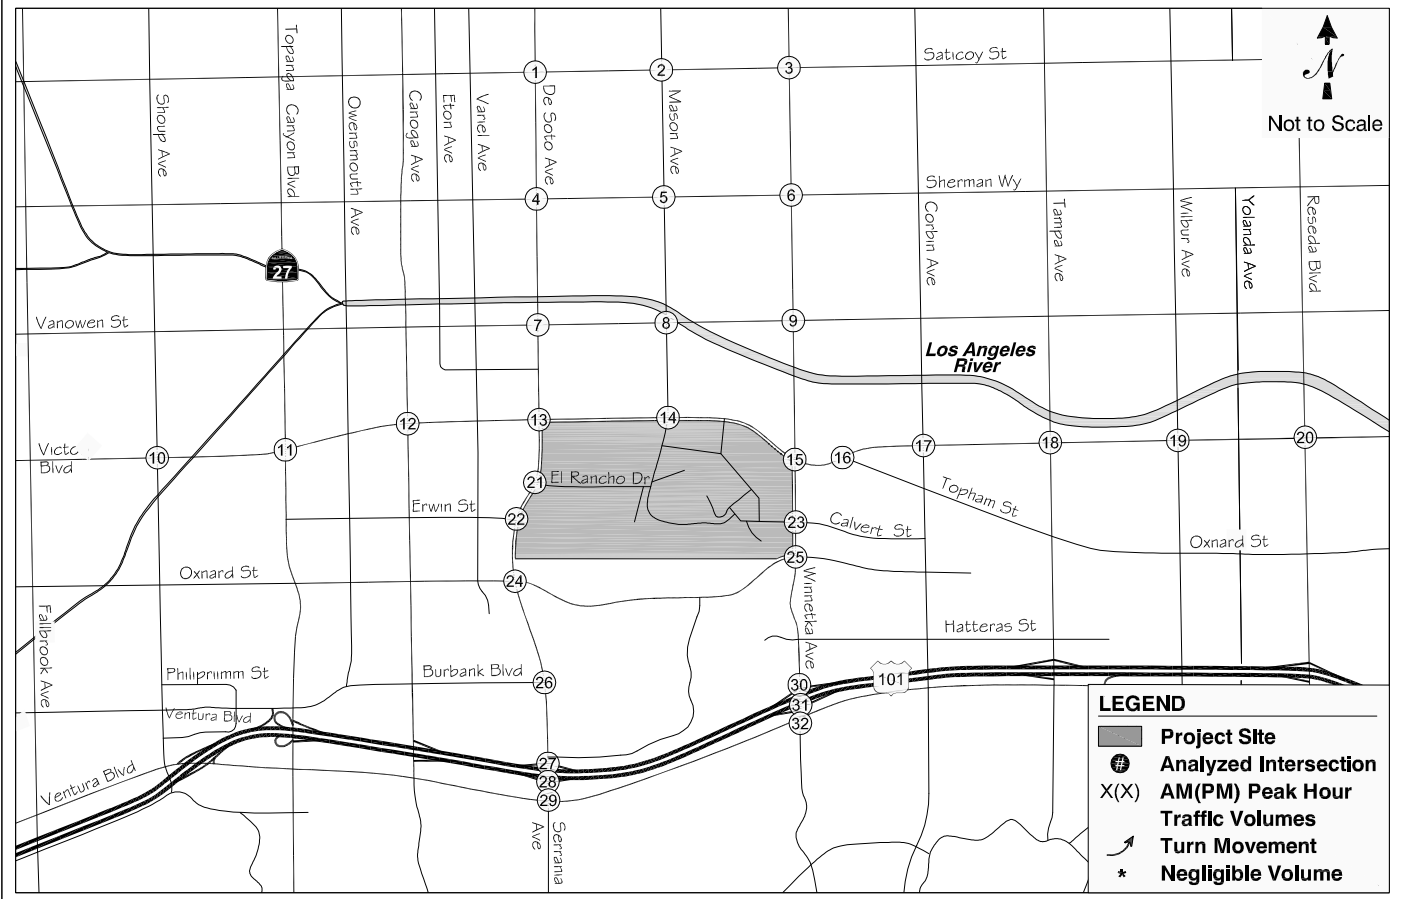 Saticoy St
N
Not to Scale
1
2
3
Topanga Canyon Blvd
Shoup Ave
Owensmouth Ave
Canoga Ave
Eton Ave
Variel Ave
De Soto Ave
Mason Ave
Sherman Wy
4
5
6
Corbin Ave
Tampa Ave
Wilbur Ave
Yolanda Ave
Reseda Blvd
27
Vanowen St
7
8
9
Los Angeles
River
Victc
Blvd
10
11
12
13
14
15
16
17
18
19
20
21
El Rancho Dr
Erwin St
22
23
Calvert St
Topham St
Oxnard St
Oxnard St
24
25
Winnetka Ave
Fallbrook Ave
Hatteras St
Philiprimm St
Burbank Blvd
26
30
101
31
32
Ventura Blvd
27
28
29
Ventura Blvd
Serrania
Ave
LEGEND
Project Site
# Analyzed Intersection
X(X) AM(PM) Peak Hour
Traffic Volumes
Turn Movement
* Negligible Volume